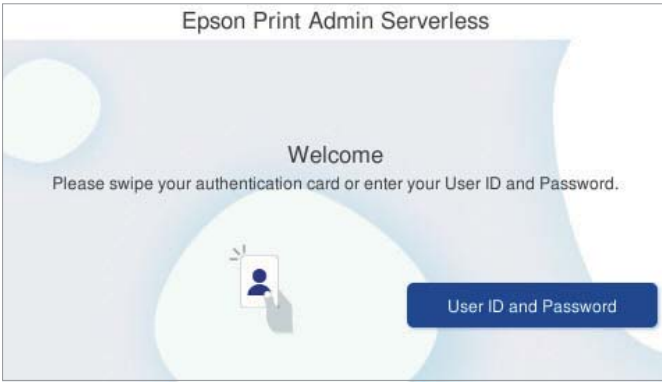 Epson Print Admin Serverless
Welcome
Please swipe your authentication card or enter your User ID and Password.
User ID and Password